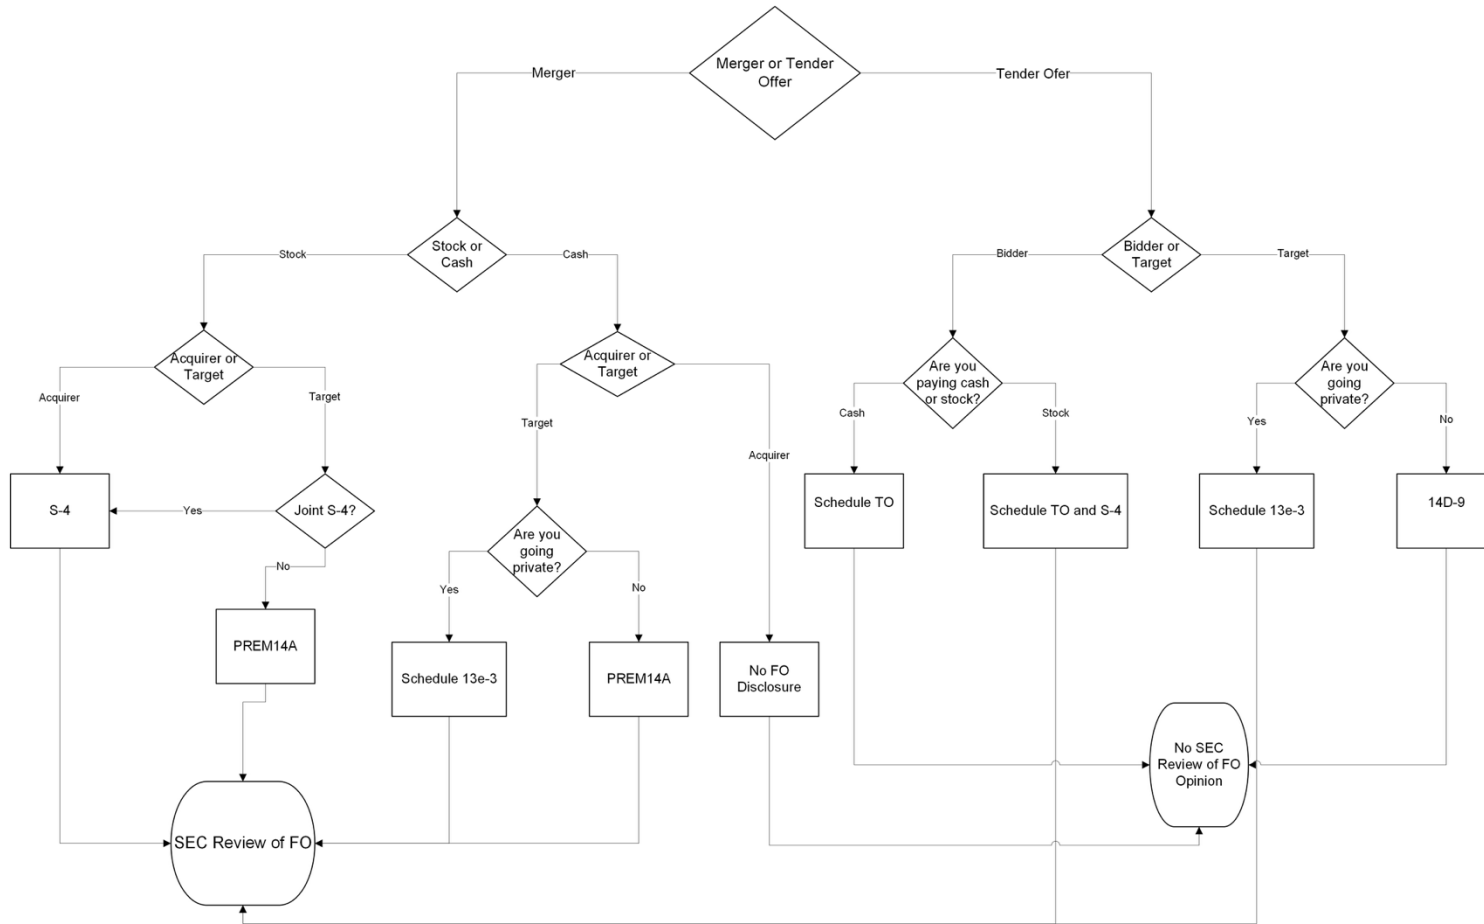 Merger or Tender
Offer
Merger
Tender Ofer
Stock or
Cash
Stock
Cash
Bidder or
Target
Bidder
Target
Acquirer or
Target
Acquirer
Target
Acquirer or
Target
Target
Acquirer
Are you
paying cash
or stock?
Cash
Stock
Are you
going
private?
Yes
No
S-4
Yes
Joint S-4?
No
Schedule TO
Schedule TO and S-4
Schedule 13e-3
14D-9
Are you
going
private?
Yes
No
PREM14A
Schedule 13e-3
PREM14A
No FO
Disclosure
No SEC
Review of FO
Opinion
SEC Review of FO